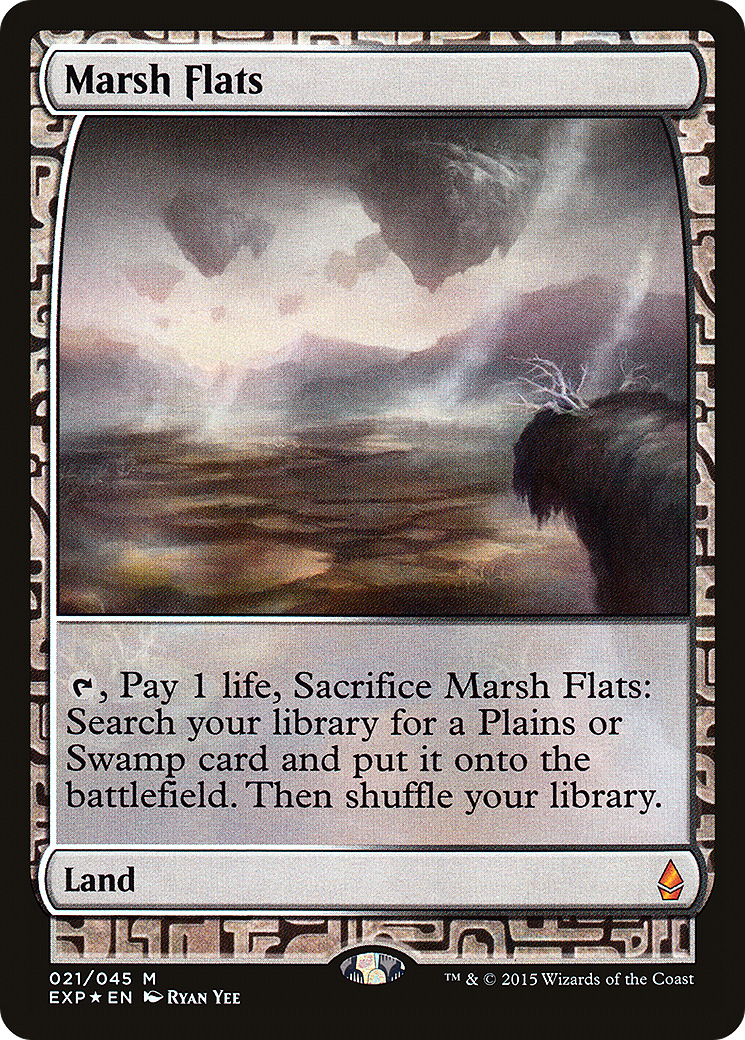 Marsh Flats
, Pay 1 life, Sacrifice Marsh Flats:
Search your library for a Plains or
Swamp card and put it onto the
battlefield. Then shuffle your library.
Land
021/045 M
EXP★EN Ryan Yee
™ & © 2015 Wizards of the Coast